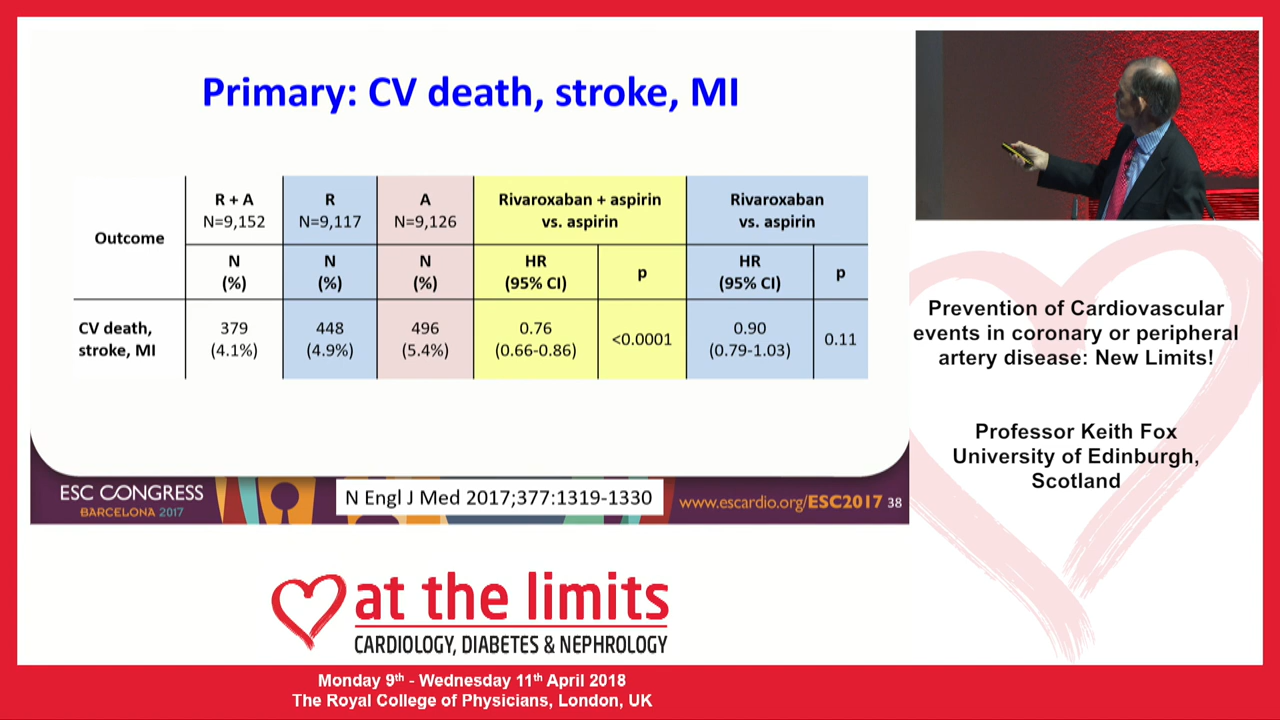 Primary: CV death, stroke, MI
Outcome
R + A
N=9,152
R
N=9,117
A
N=9,126
Rivaroxaban + aspirin
vs. aspirin
Rivaroxaban
vs. aspirin
N
(%)
N
(%)
N
(%)
HR
(95% CI)
p
HR
(95% CI)
p
CV death,
stroke, MI
379
(4.1%)
448
(4.9%)
496
(5.4%)
0.76
(0.66-0.86)
<0.0001
0.90
(0.79-1.03)
0.11
ESC CONGRESS
BARCELONA 2017
N Engl J Med 2017;377:1319-1330
www.escardio.org/ESC2017 38
Prevention of Cardiovascular
events in coronary or peripheral
artery disease: New Limits!
Professor Keith Fox
University of Edinburgh,
Scotland
at the limits
CARDIOLOGY, DIABETES & NEPHROLOGY
Monday 9th - Wednesday 11th April 2018
The Royal College of Physicians, London, UK